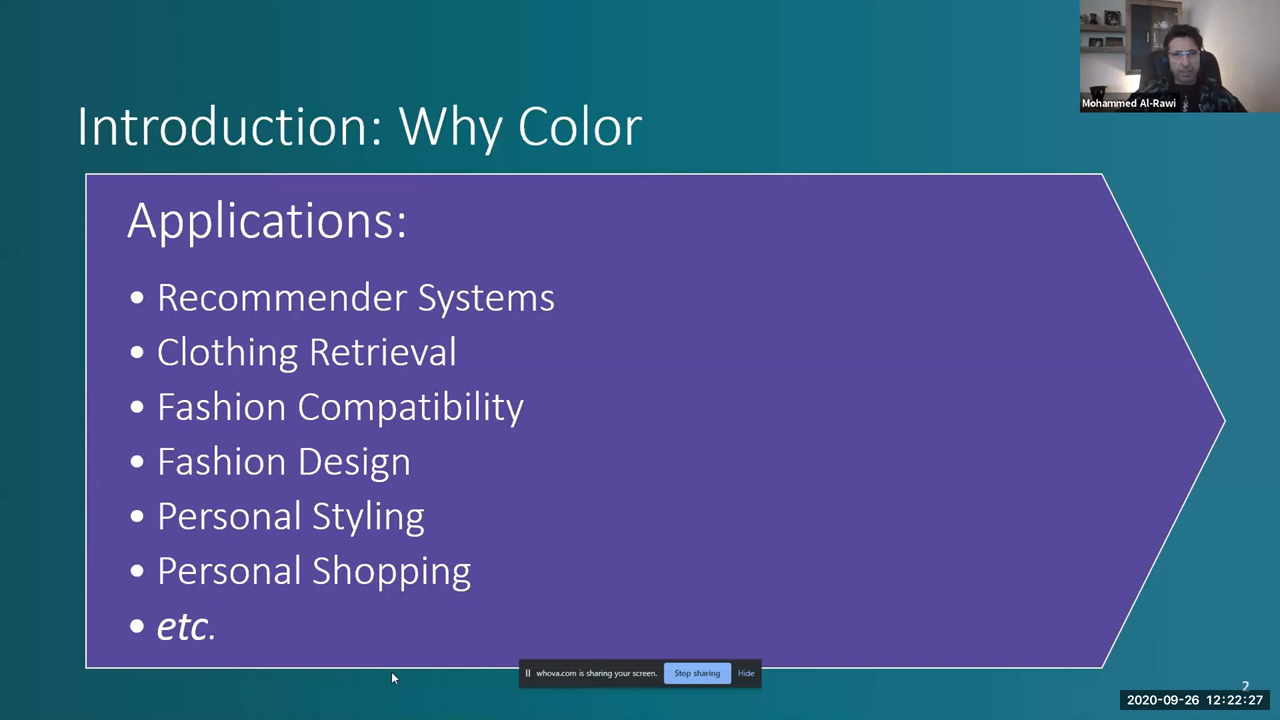 Mohammed Al-Rawi
Introduction: Why Color
Applications:
• Recommender Systems
• Clothing Retrieval
• Fashion Compatibility
• Fashion Design
• Personal Styling
• Personal Shopping
• etc.
whova.com is sharing your screen. Stop sharing Hide
2
2020-09-26 12:22:27